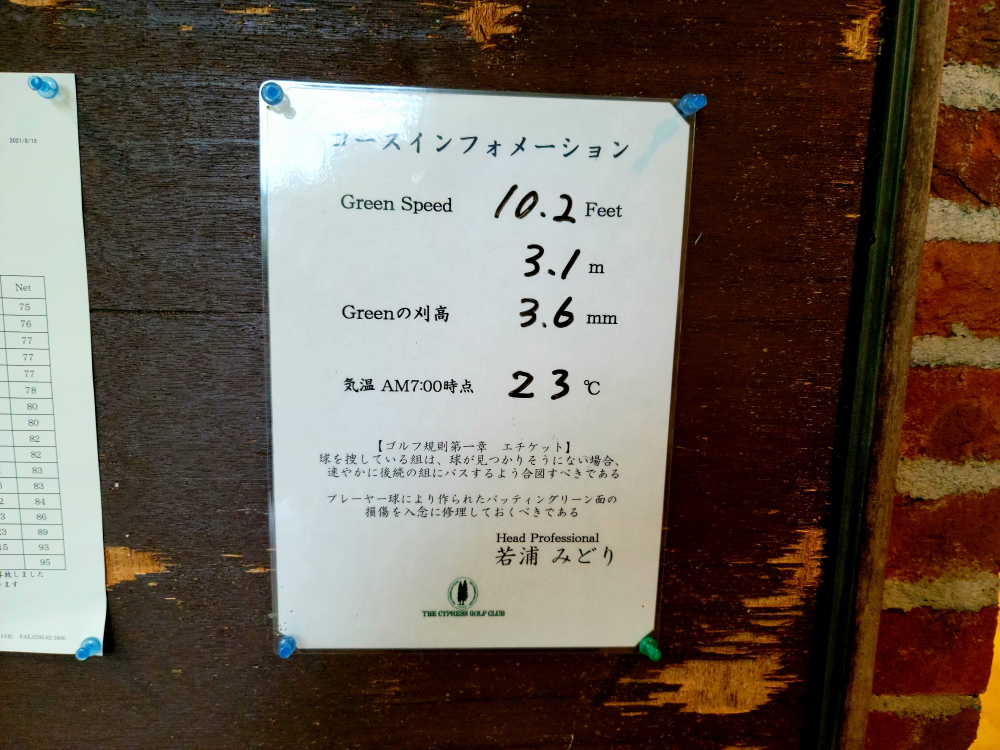 2021/8/15
Net
75
76
77
77
77
78
80
80
82
82
83
83
84
86
89
93
95
コースインフォメーション
Green Speed 10.2 Feet
3.1 m
Greenの刈高 3.6 mm
気温 AM7:00時点 23 ℃
【ゴルフ規則第一章 エチケット】
球を捜している組は、球が見つかりそうにない場合、
速やかに後続の組にパスするよう合図すべきである
プレーヤー球により作られたパッティングリーン面の
損傷を入念に修理しておくべきである
Head Professional
若浦 みどり
THE CYPRESS GOLF CLUB